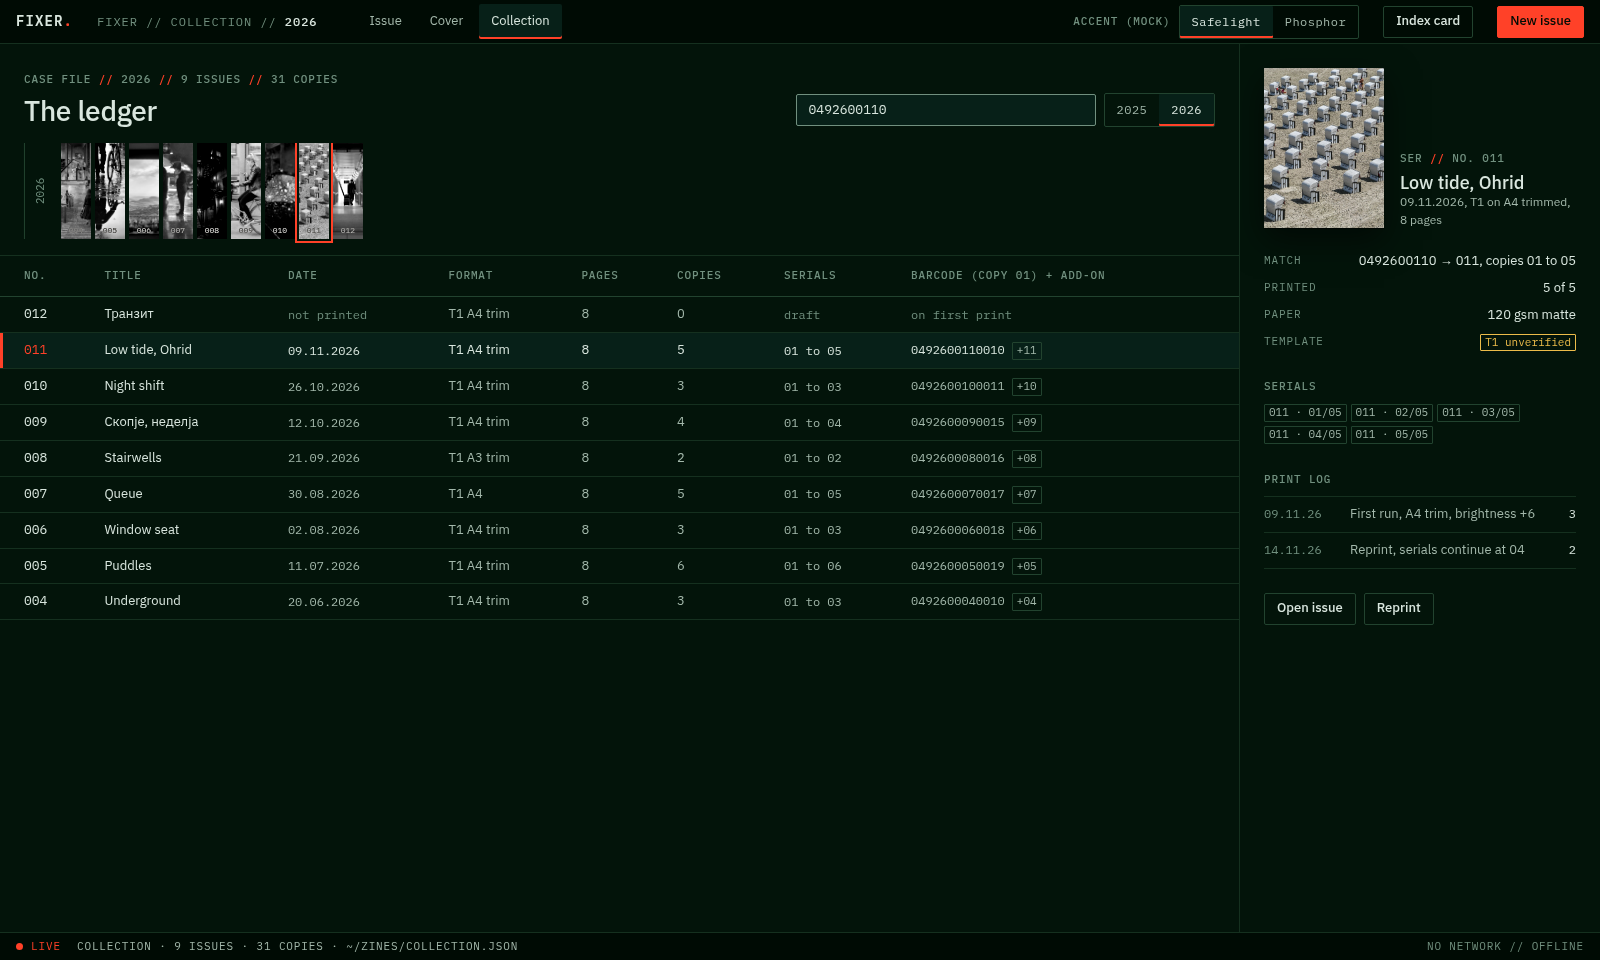 FIXER. FIXER // COLLECTION // 2026 Issue Cover Collection ACCENT (MOCK) Safelight Phosphor Index card New issue
CASE FILE // 2026 // 9 ISSUES // 31 COPIES
The ledger
0492600110 2025 2026
2026
005 006 007 008 009 010 011 012
NO. TITLE DATE FORMAT PAGES COPIES SERIALS BARCODE (COPY 01) + ADD-ON
012 Транзит not printed T1 A4 trim 8 0 draft on first print
011 Low tide, Ohrid 09.11.2026 T1 A4 trim 8 5 01 to 05 0492600110010 +11
010 Night shift 26.10.2026 T1 A4 trim 8 3 01 to 03 0492600100011 +10
009 Скопје, недела 12.10.2026 T1 A4 trim 8 4 01 to 04 0492600090015 +09
008 Stairwells 21.09.2026 T1 A3 trim 8 2 01 to 02 0492600080016 +08
007 Queue 30.08.2026 T1 A4 8 5 01 to 05 0492600070017 +07
006 Window seat 02.08.2026 T1 A4 trim 8 3 01 to 03 0492600060018 +06
005 Puddles 11.07.2026 T1 A4 trim 8 6 01 to 06 0492600050019 +05
004 Underground 20.06.2026 T1 A4 trim 8 3 01 to 03 0492600040010 +04
SER // NO. 011
Low tide, Ohrid
09.11.2026, T1 on A4 trimmed,
8 pages
MATCH 0492600110 → 011, copies 01 to 05
PRINTED 5 of 5
PAPER 120 gsm matte
TEMPLATE T1 unverified
SERIALS
011 · 01/05 011 · 02/05 011 · 03/05
011 · 04/05 011 · 05/05
PRINT LOG
09.11.26 First run, A4 trim, brightness +6 3
14.11.26 Reprint, serials continue at 04 2
Open issue Reprint
LIVE COLLECTION · 9 ISSUES · 31 COPIES · ~/ZINES/COLLECTION.JSON NO NETWORK // OFFLINE